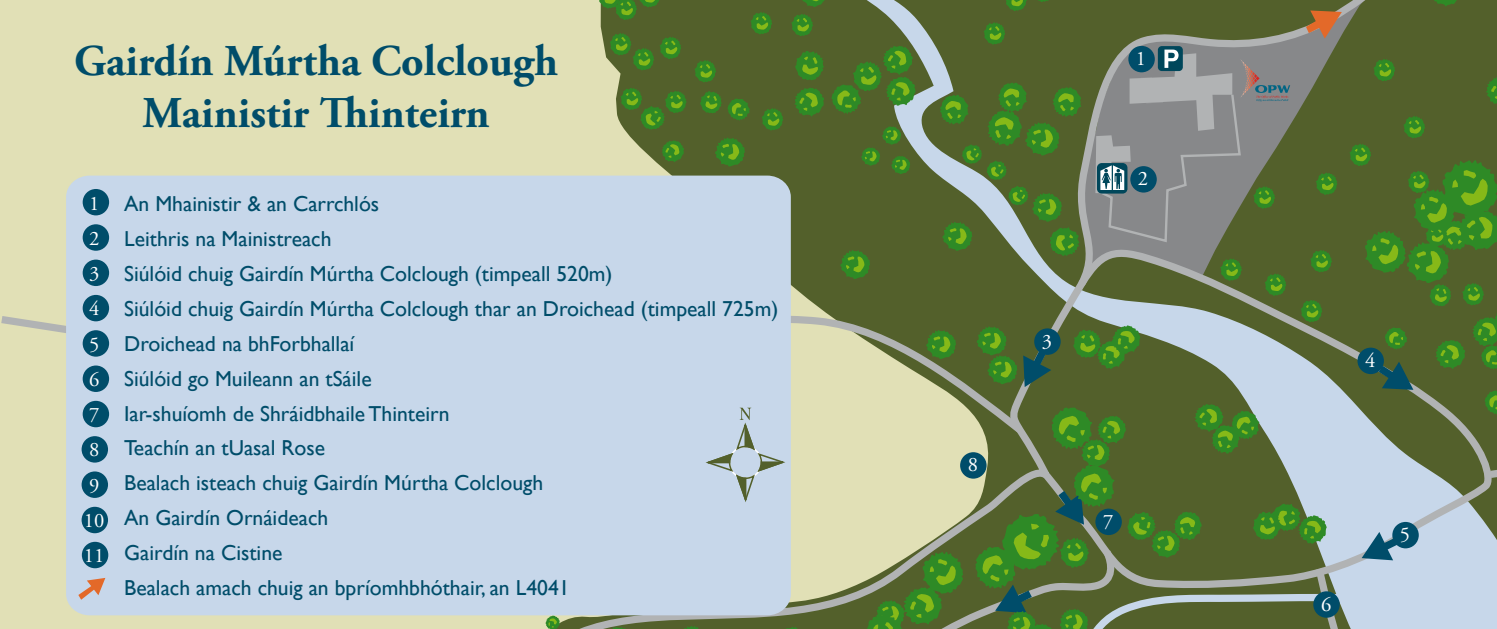 Gairdín Múrtha Colclough
Mainistir Thinteirn
1 An Mhainistir & an Carrchlós
2 Leithris na Mainistreach
3 Siúlóid chuig Gairdín Múrtha Colclough (timpeall 520m)
4 Siúlóid chuig Gairdín Múrtha Colclough thar an Droichead (timpeall 725m)
5 Droichead na bhForbhallaí
6 Siúlóid go Muileann an tSáile
7 Iar-shuíomh de Shráidbhaile Thinteirn
8 Teachín an tUasal Rose
9 Bealach isteach chuig Gairdín Múrtha Colclough
10 An Gairdín Ornáideach
11 Gairdín na Cistine
Bealach amach chuig an bpríomhbhóthair, an L4041
N
1 P
OPW
2
3
4
8
7
5
6